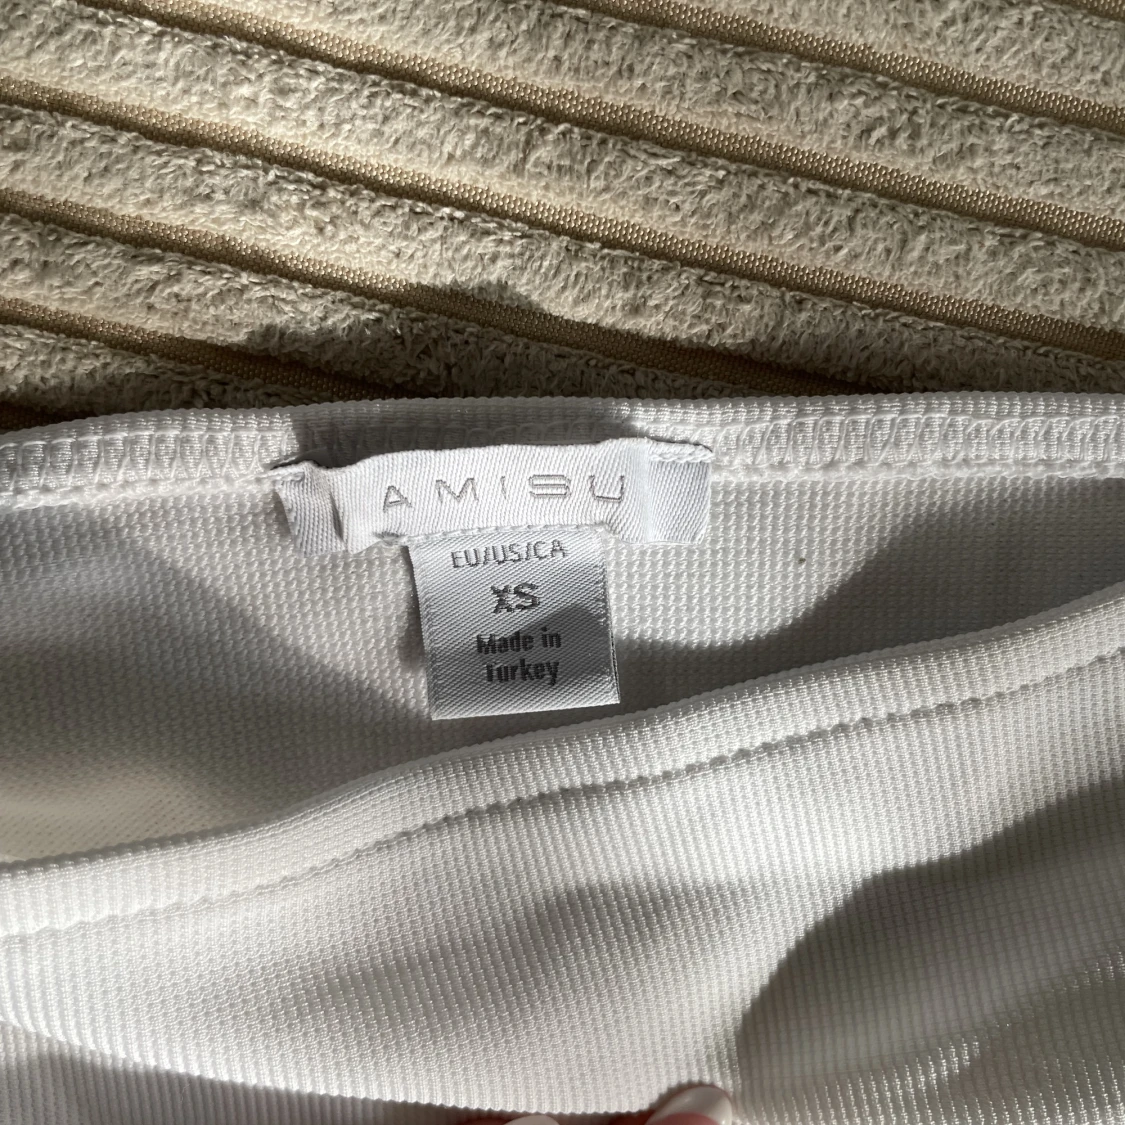 AMISU
EU/US/CA
XS
Made in
Turkey